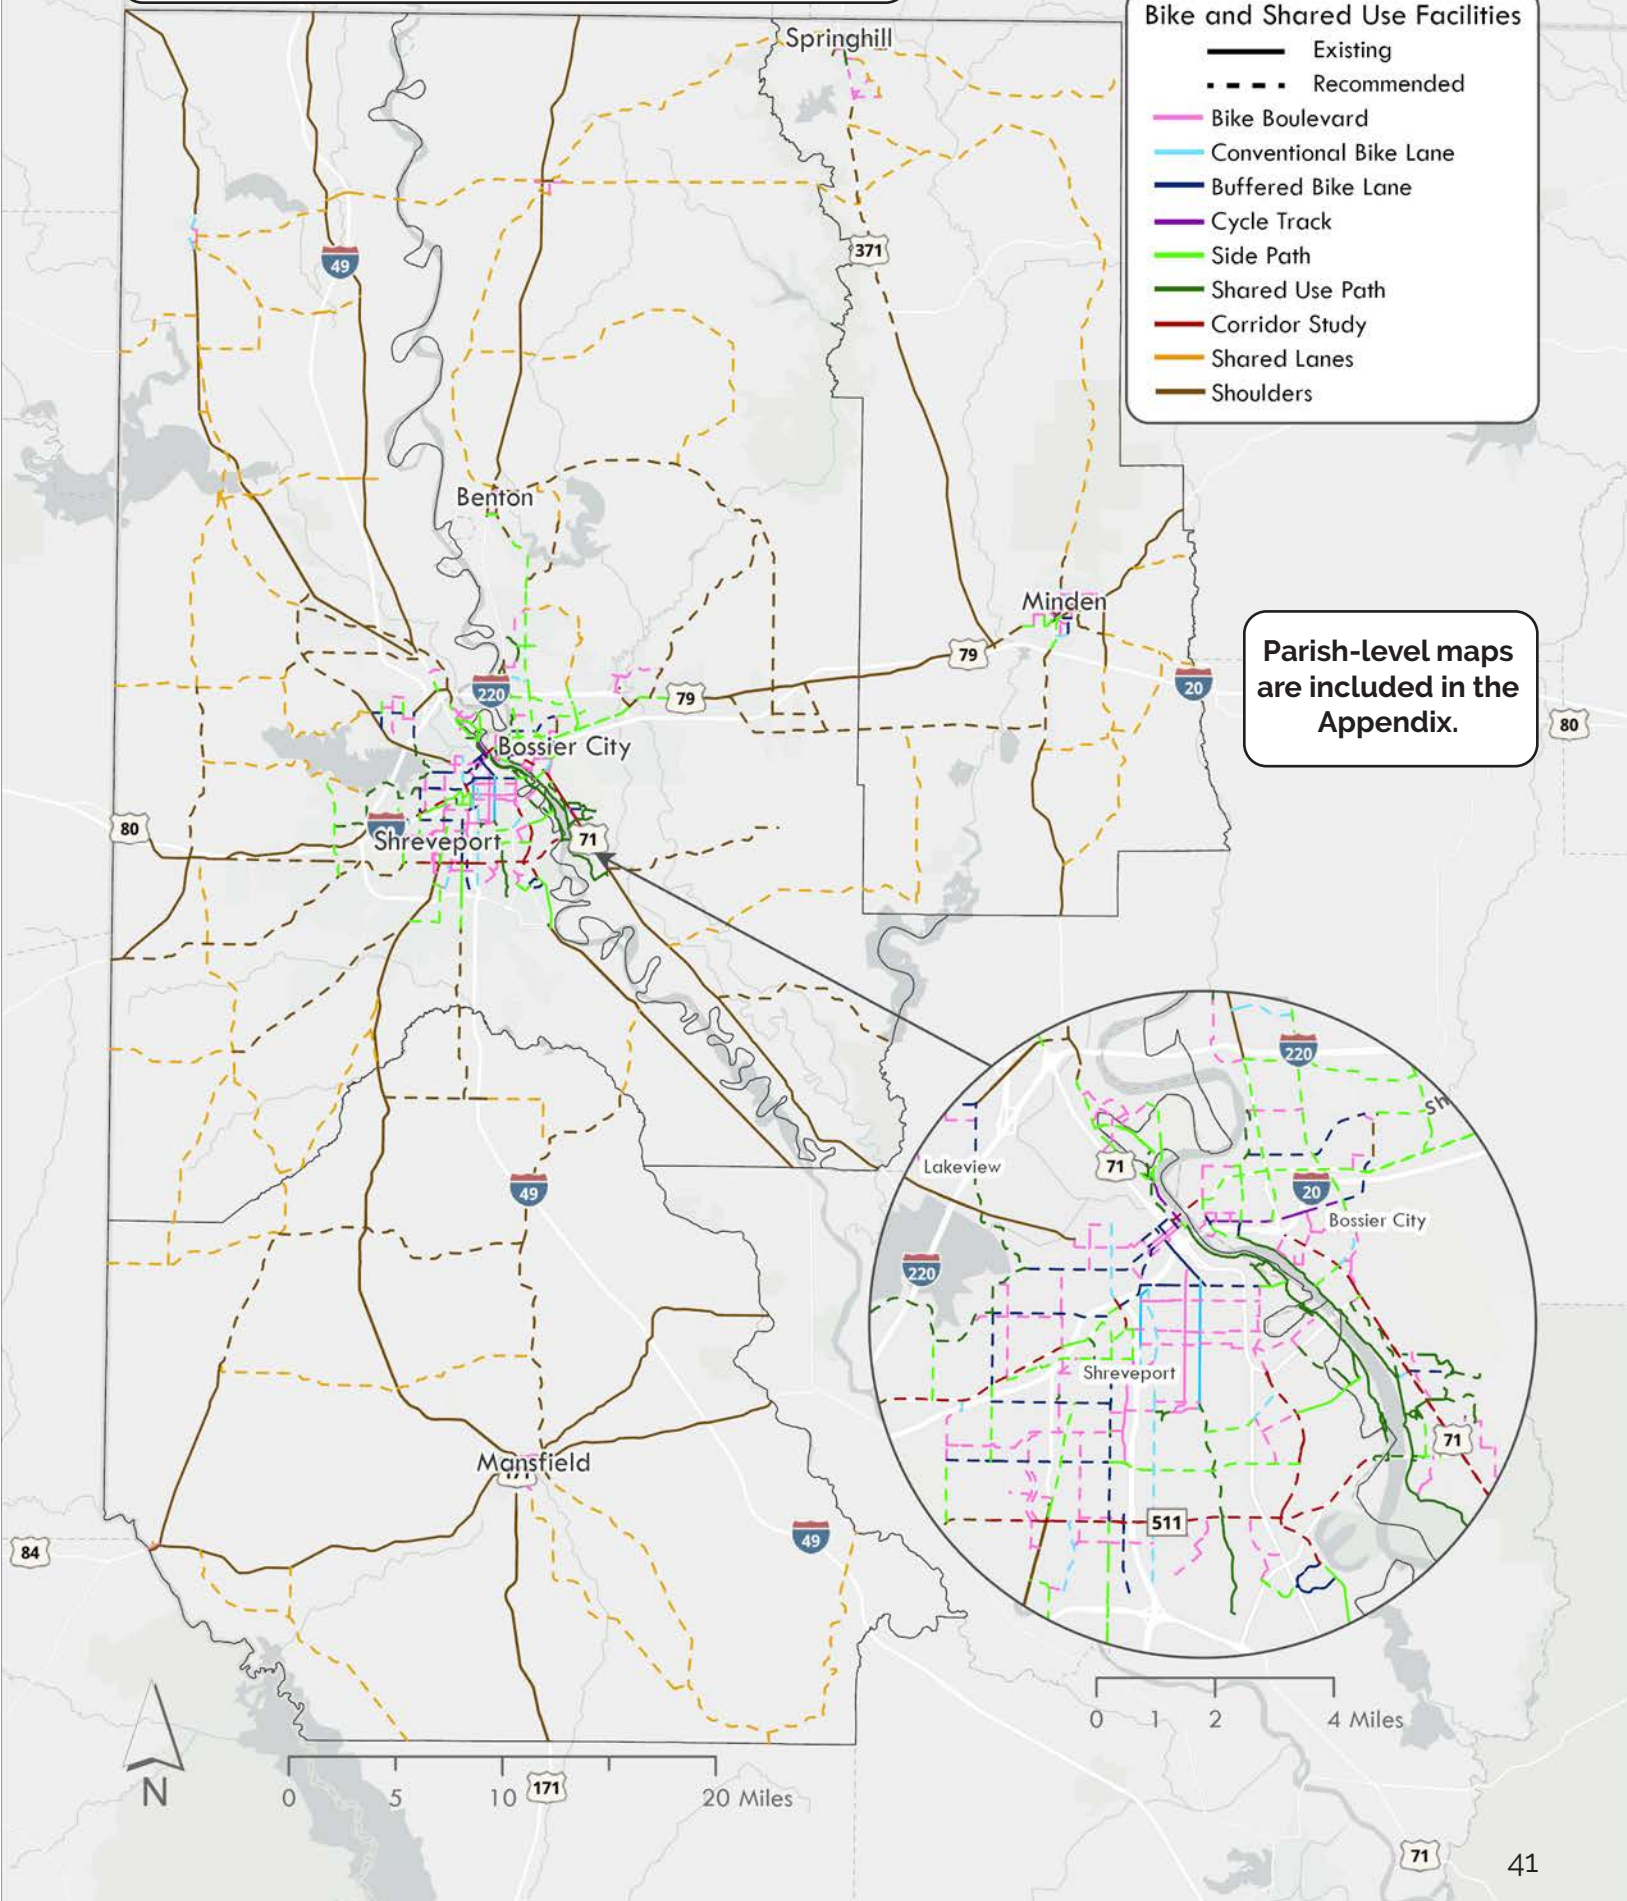 Springhill
Bike and Shared Use Facilities
Existing
Recommended
Bike Boulevard
Conventional Bike Lane
Buffered Bike Lane
Cycle Track
Side Path
Shared Use Path
Corridor Study
Shared Lanes
Shoulders
371
49
Benton
Minden
79
79
20
220
80
Parish-level maps
are included in the
Appendix.
Bossier City
80
Shreveport
71
220
Sh
Lakeview
71
20
Bossier City
220
49
Shreveport
71
Mansfield
511
49
84
0 1 2 4 Miles
N
0 5 10 20 Miles
171
71
41